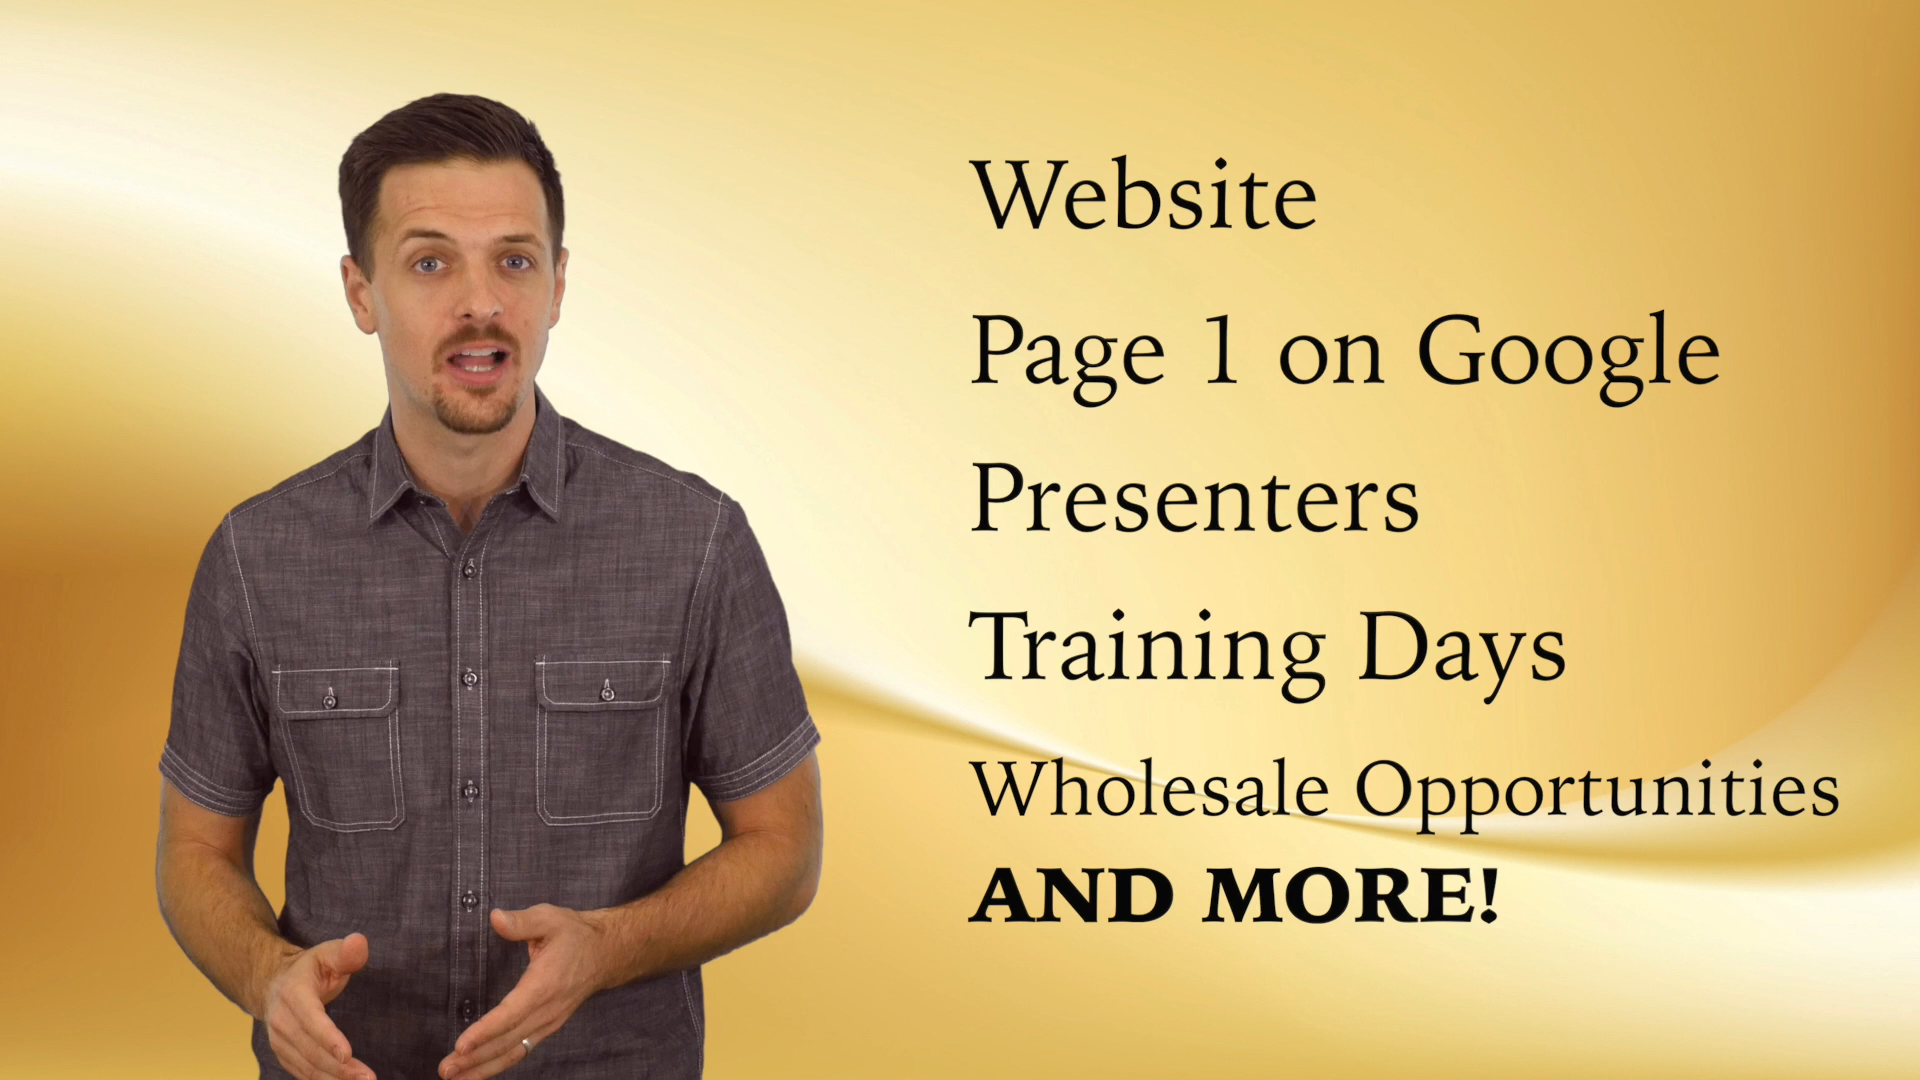 Website
Page 1 on Google
Presenters
Training Days
Wholesale Opportunities
AND MORE!